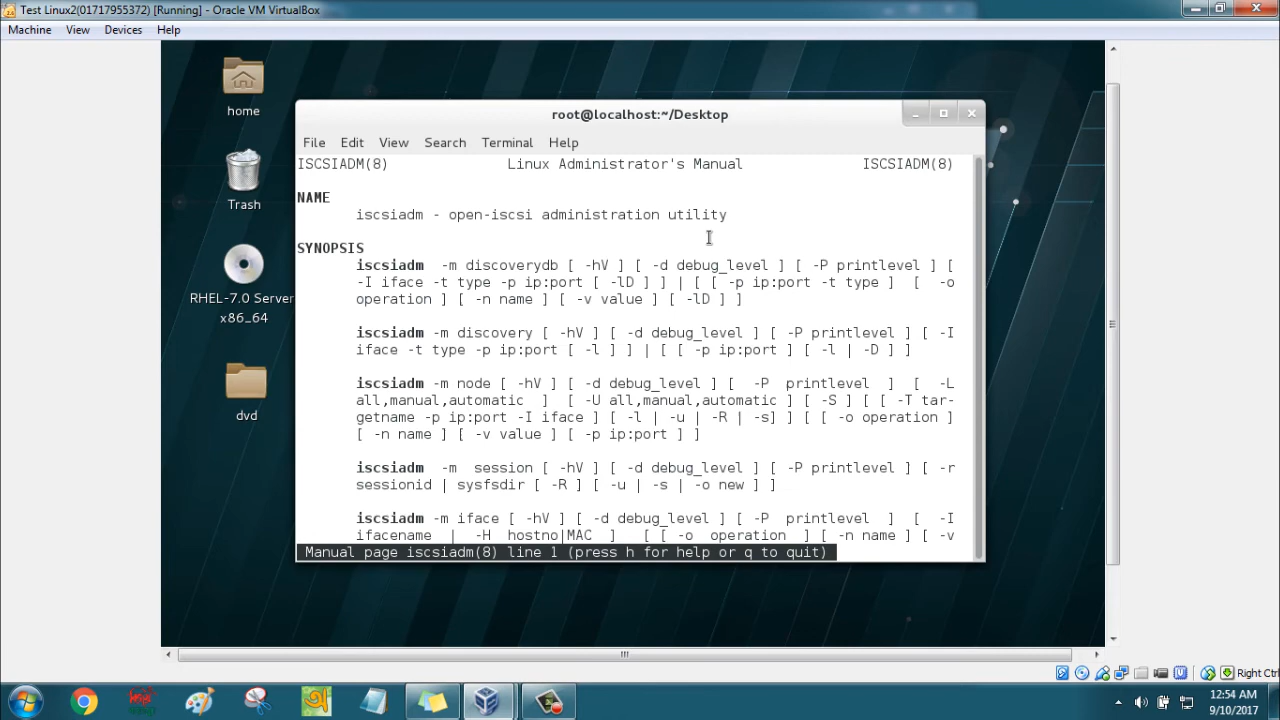 Test Linux2(01717955372) [Running] - Oracle VM VirtualBox
Machine View Devices Help
home
Trash
RHEL-7.0 Server
x86_64
dvd
root@localhost:~/Desktop
File Edit View Search Terminal Help
ISCSIADM(8) Linux Administrator's Manual ISCSIADM(8)
NAME
iscsiadm - open-iscsi administration utility
SYNOPSIS
iscsiadm -m discoverydb [ -hV ] [ -d debug_level ] [ -P printlevel ] [
-I iface -t type -p ip:port [ -lD ] ] | [ [ -p ip:port -t type ] [ -o
operation ] [ -n name ] [ -v value ] [ -lD ] ]
iscsiadm -m discovery [ -hV ] [ -d debug_level ] [ -P printlevel ] [ -I
iface -t type -p ip:port [ -l ] ] | [ [ -p ip:port ] [ -l | -D ] ]
iscsiadm -m node [ -hV ] [ -d debug_level ] [ -P printlevel ] [ -L
all,manual,automatic ] [ -U all,manual,automatic ] [ -S ] [ [ -T tar-
getname -p ip:port -I iface ] [ -l | -u | -R | -s] ] [ [ -o operation ]
[ -n name ] [ -v value ] [ -p ip:port ] ]
iscsiadm -m session [ -hV ] [ -d debug_level ] [ -P printlevel ] [ -r
sessionid | sysfsdir [ -R ] [ -u | -s | -o new ] ]
iscsiadm -m iface [ -hV ] [ -d debug_level ] [ -P printlevel ] [ -I
ifacename | -H hostno|MAC ] [ [ -o operation ] [ -n name ] [ -v
Manual page iscsiadm(8) line 1 (press h for help or q to quit)
Right Ctrl
12:54 AM
9/10/2017